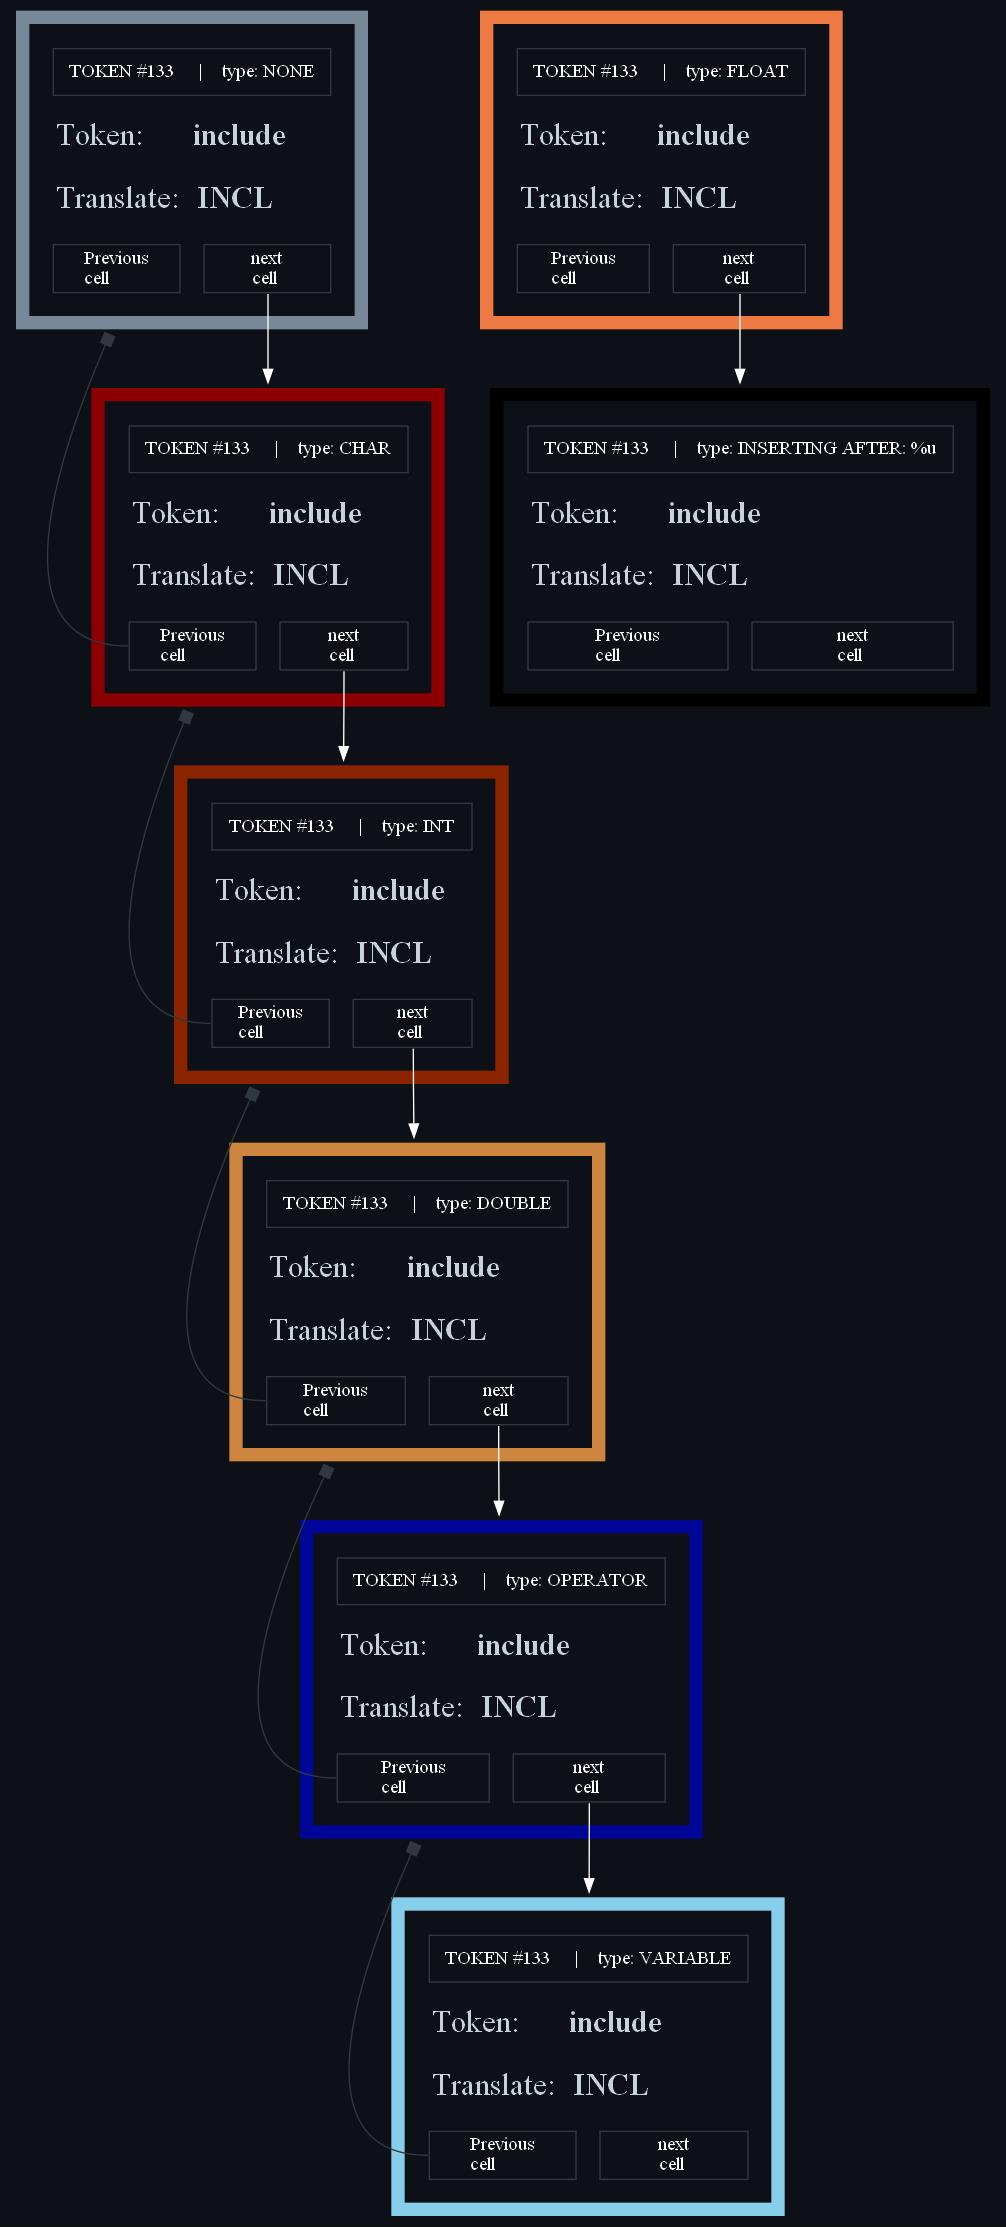 TOKEN #133 | type: NONE
Token: include
Translate: INCL
Previous
cell
next
cell
TOKEN #133 | type: FLOAT
Token: include
Translate: INCL
Previous
cell
next
cell
TOKEN #133 | type: CHAR
Token: include
Translate: INCL
Previous
cell
next
cell
TOKEN #133 | type: INSERTING AFTER: %u
Token: include
Translate: INCL
Previous
cell
next
cell
TOKEN #133 | type: INT
Token: include
Translate: INCL
Previous
cell
next
cell
TOKEN #133 | type: DOUBLE
Token: include
Translate: INCL
Previous
cell
next
cell
TOKEN #133 | type: OPERATOR
Token: include
Translate: INCL
Previous
cell
next
cell
TOKEN #133 | type: VARIABLE
Token: include
Translate: INCL
Previous
cell
next
cell